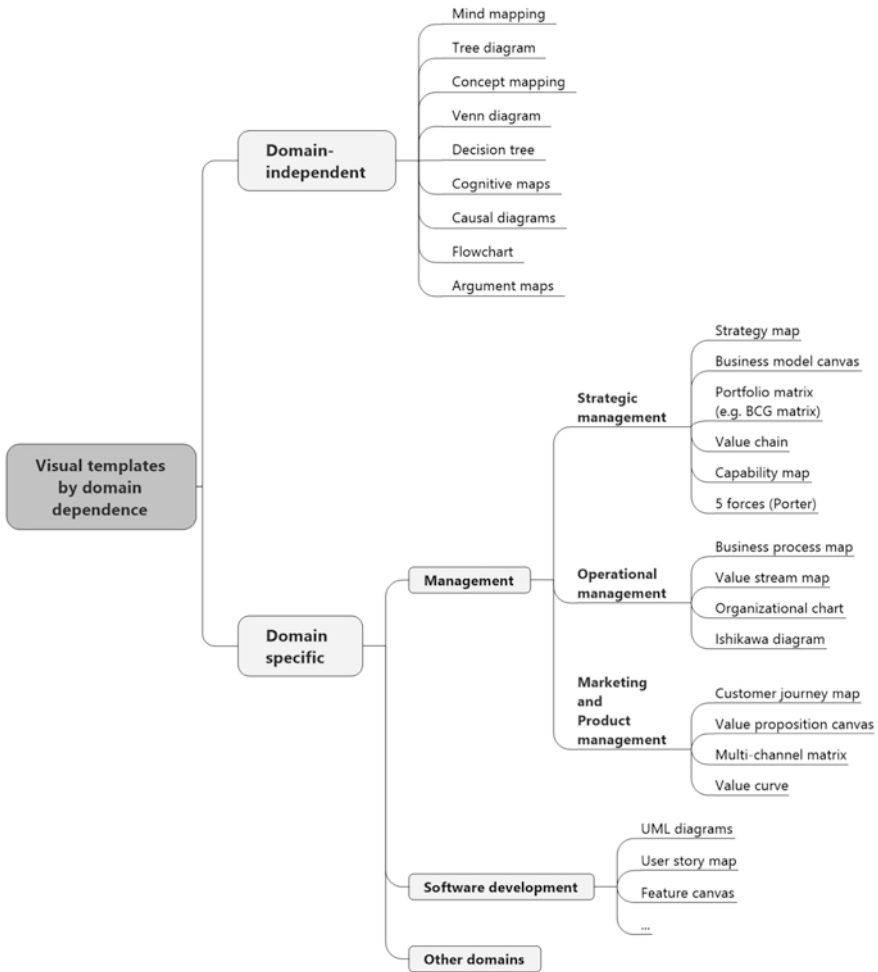 Visual templates
by domain
dependence
Domain-
independent
Mind mapping
Tree diagram
Concept mapping
Venn diagram
Decision tree
Cognitive maps
Causal diagrams
Flowchart
Argument maps
Domain
specific
Management
Strategic
management
Strategy map
Business model canvas
Portfolio matrix
(e.g. BCG matrix)
Value chain
Capability map
5 forces (Porter)
Operational
management
Business process map
Value stream map
Organizational chart
Ishikawa diagram
Marketing
and
Product
management
Customer journey map
Value proposition canvas
Multi-channel matrix
Value curve
Software development
UML diagrams
User story map
Feature canvas
...
Other domains